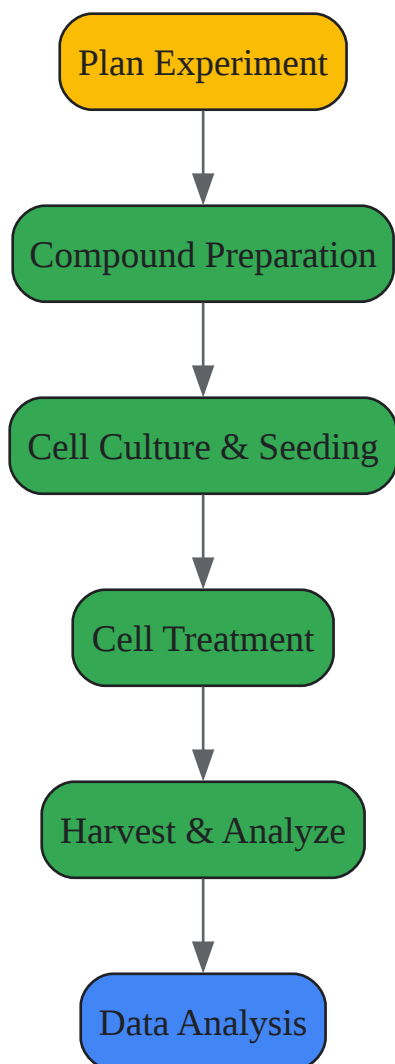 Plan Experiment
Compound Preparation
Cell Culture & Seeding
Cell Treatment
Harvest & Analyze
Data Analysis